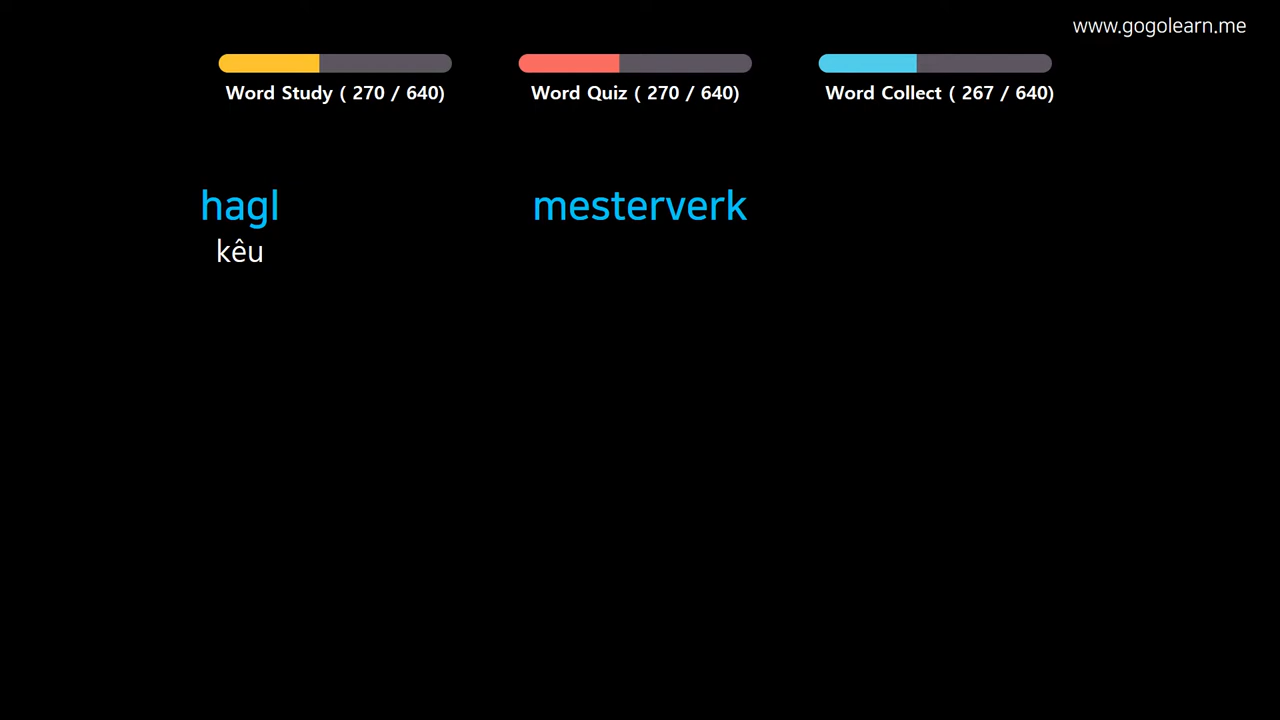 www.gogolearn.me
Word Study ( 270 / 640)
Word Quiz ( 270 / 640)
Word Collect ( 267 / 640)
hagl
mesterverk
kêu